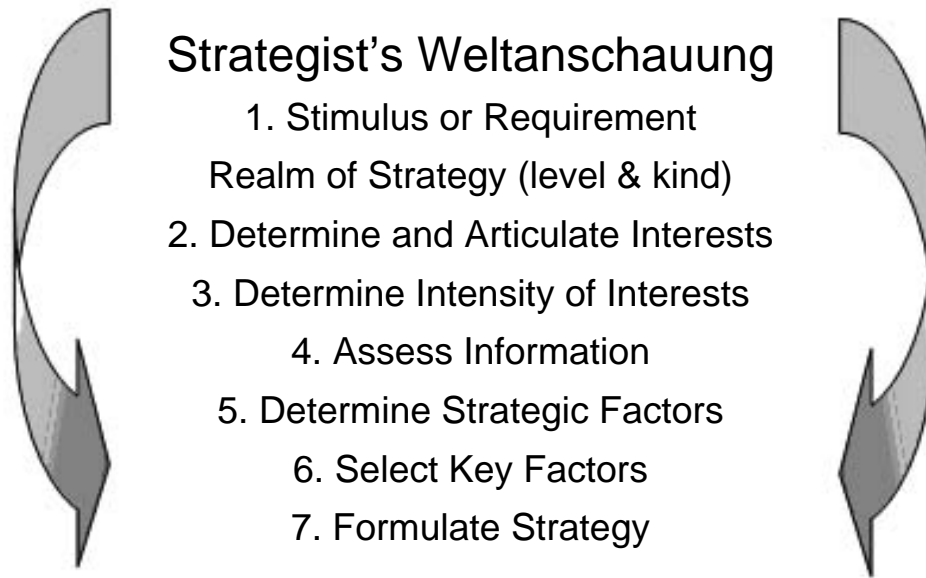 Strategist’s Weltanschauung
1. Stimulus or Requirement
Realm of Strategy (level & kind)
2. Determine and Articulate Interests
3. Determine Intensity of Interests
4. Assess Information
5. Determine Strategic Factors
6. Select Key Factors
7. Formulate Strategy